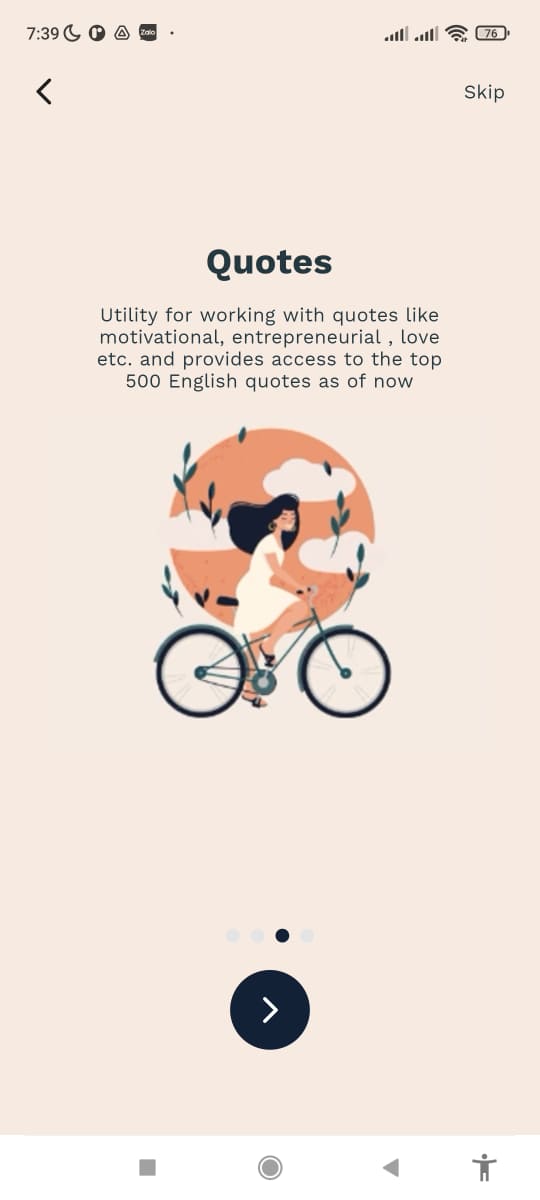 7:39 Zalo 76
Skip
Quotes
Utility for working with quotes like
motivational, entrepreneurial , love
etc. and provides access to the top
500 English quotes as of now